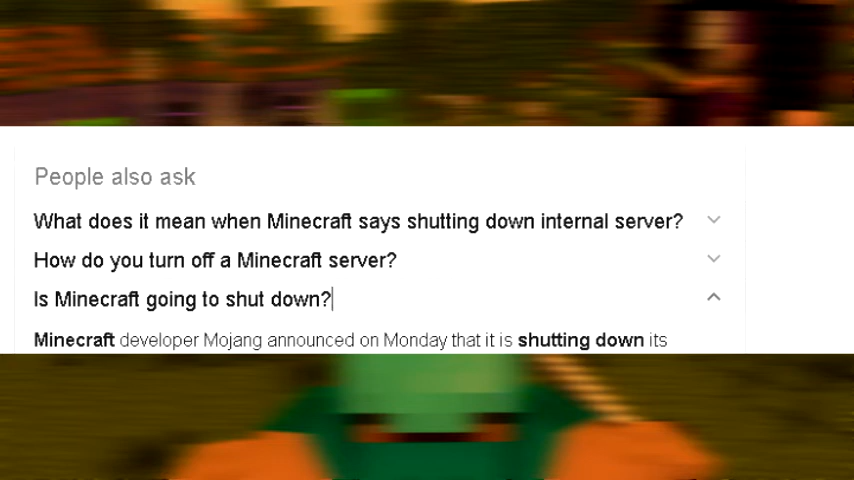 People also ask
What does it mean when Minecraft says shutting down internal server?
How do you turn off a Minecraft server?
Is Minecraft going to shut down?
Minecraft developer Mojang announced on Monday that it is shutting down its